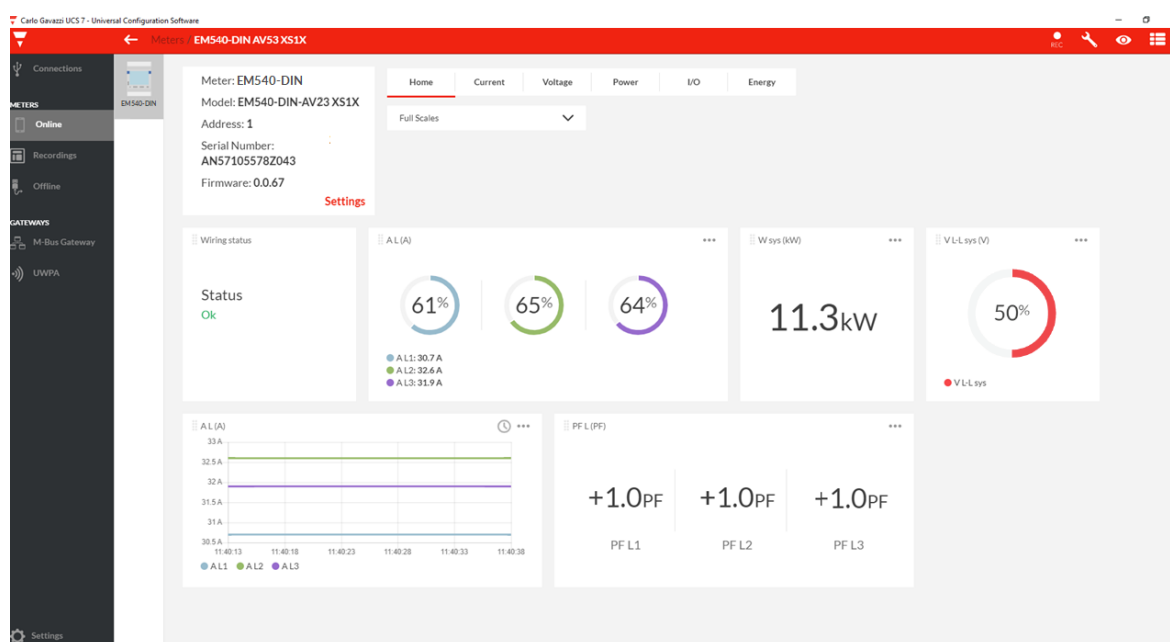 Carlo Gavazzi UCS 7 - Universal Configuration Software
Meters / EM540-DIN AV53 XS1X
REC
Connections
METERS
Online
Recordings
Offline
GATEWAYS
M-Bus Gateway
UWPA
Settings
EM540-DIN
Meter: EM540-DIN
Model: EM540-DIN-AV23 XS1X
Address: 1
Serial Number:
AN57105578Z043
Firmware: 0.0.67
Settings
Home Current Voltage Power I/O Energy
Full Scales
Wiring status
Status
Ok
A L (A)
61% 65% 64%
A L1: 30.7 A
A L2: 32.6 A
A L3: 31.9 A
W sys (kW)
11.3kW
V L-L sys (V)
50%
V L-L sys
A L (A)
33 A
32.5 A
32 A
31.5 A
31 A
30.5 A
11:40:13 11:40:18 11:40:23 11:40:28 11:40:33 11:40:38
A L1 A L2 A L3
PF L (PF)
+1.0PF +1.0PF +1.0PF
PF L1 PF L2 PF L3